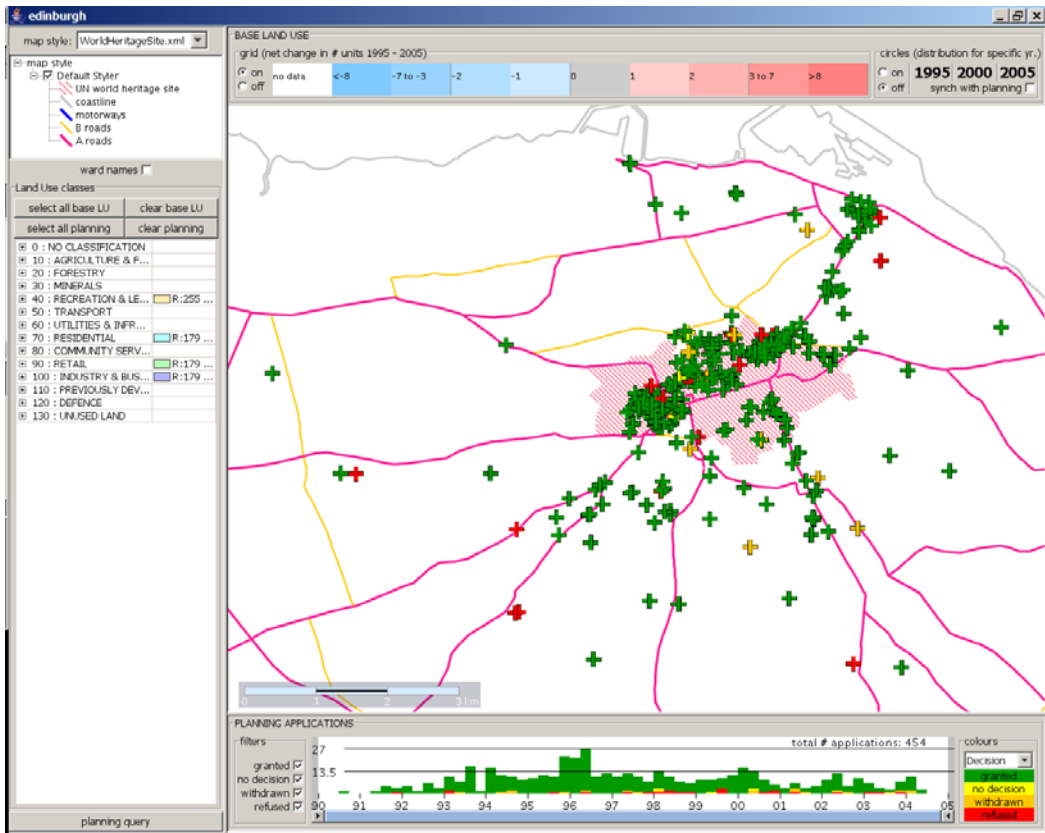 edinburgh
map style: WorldHeritageSite.xml
map style
Default Styler
UN world heritage site
coastline
motorways
B roads
A roads
ward names
Land Use classes
select all base LU clear base LU
select all planning clear planning
0 : NO CLASSIFICATION
10 : AGRICULTURE & F...
20 : FORESTRY
30 : MINERALS
40 : RECREATION & LE... R:255 ...
50 : TRANSPORT
60 : UTILITIES & INFR...
70 : RESIDENTIAL R:179 ...
80 : COMMUNITY SERV...
90 : RETAIL R:179 ...
100 : INDUSTRY & BUS... R:179 ...
110 : PREVIOUSLY DEV...
120 : DEFENCE
130 : UNUSED LAND
planning query
BASE LAND USE
grid (net change in # units 1995 - 2005)
on
off
no data <-8 -7 to -3 -2 -1 0 1 2 3 to 7 >8
circles (distribution for specific yr.)
on 1995 2000 2005
off synch with planning
0 1 2 3 km
PLANNING APPLICATIONS
filters
granted
no decision
withdrawn
refused
total # applications: 454
27
13.5
90 91 92 93 94 95 96 97 98 99 00 01 02 03 04 05
colours
Decision
granted
no decision
withdrawn
refused